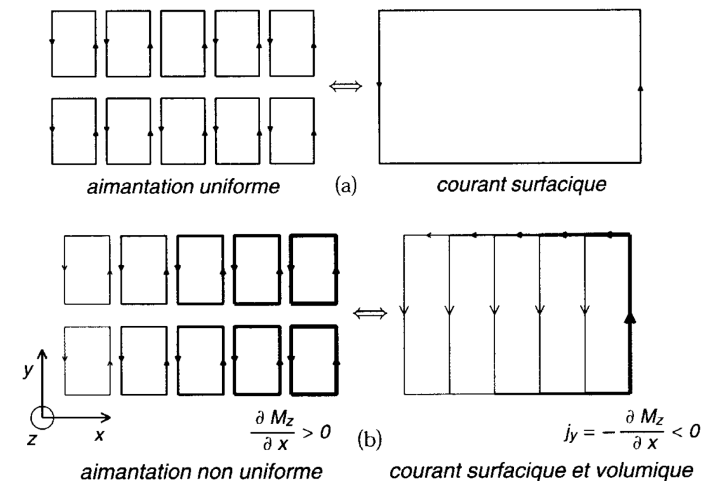 aimantation uniforme (a) courant surfacique
y
z x
∂ M_z / ∂ x > 0 (b) j_y = − ∂ M_z / ∂ x < 0
aimantation non uniforme courant surfacique et volumique